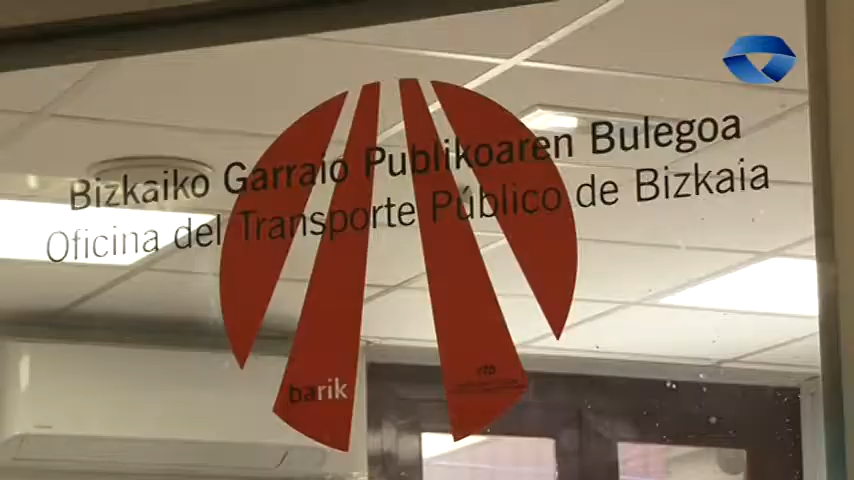 Bizkaiko Garraio Publikoaren Bulegoa
Oficina del Transporte Público de Bizkaia
barik